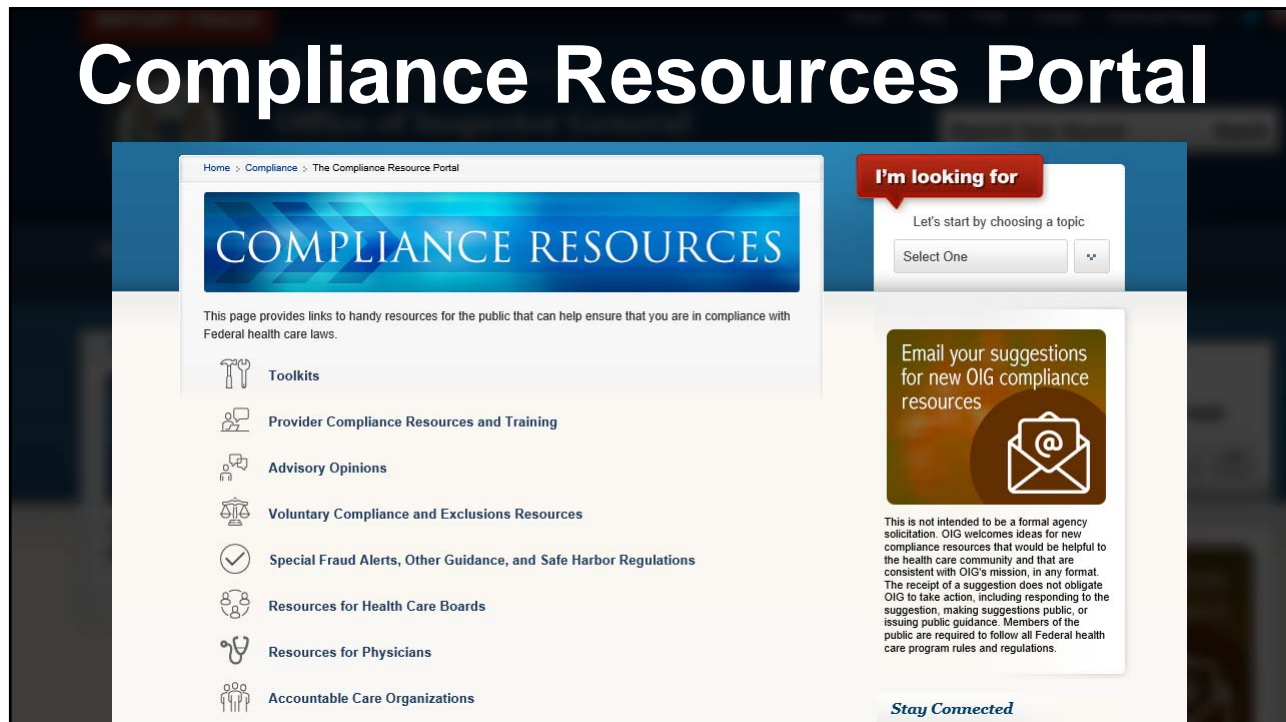 Compliance Resources Portal
Home > Compliance > The Compliance Resource Portal
COMPLIANCE RESOURCES
This page provides links to handy resources for the public that can help ensure that you are in compliance with
Federal health care laws.
Toolkits
Provider Compliance Resources and Training
Advisory Opinions
Voluntary Compliance and Exclusions Resources
Special Fraud Alerts, Other Guidance, and Safe Harbor Regulations
Resources for Health Care Boards
Resources for Physicians
Accountable Care Organizations
I'm looking for
Let's start by choosing a topic
Select One
Email your suggestions
for new OIG compliance
resources
This is not intended to be a formal agency
solicitation. OIG welcomes ideas for new
compliance resources that would be helpful to
the health care community and that are
consistent with OIG's mission, in any format.
The receipt of a suggestion does not obligate
OIG to take action, including responding to the
suggestion, making suggestions public, or
issuing public guidance. Members of the
public are required to follow all Federal health
care program rules and regulations.
Stay Connected